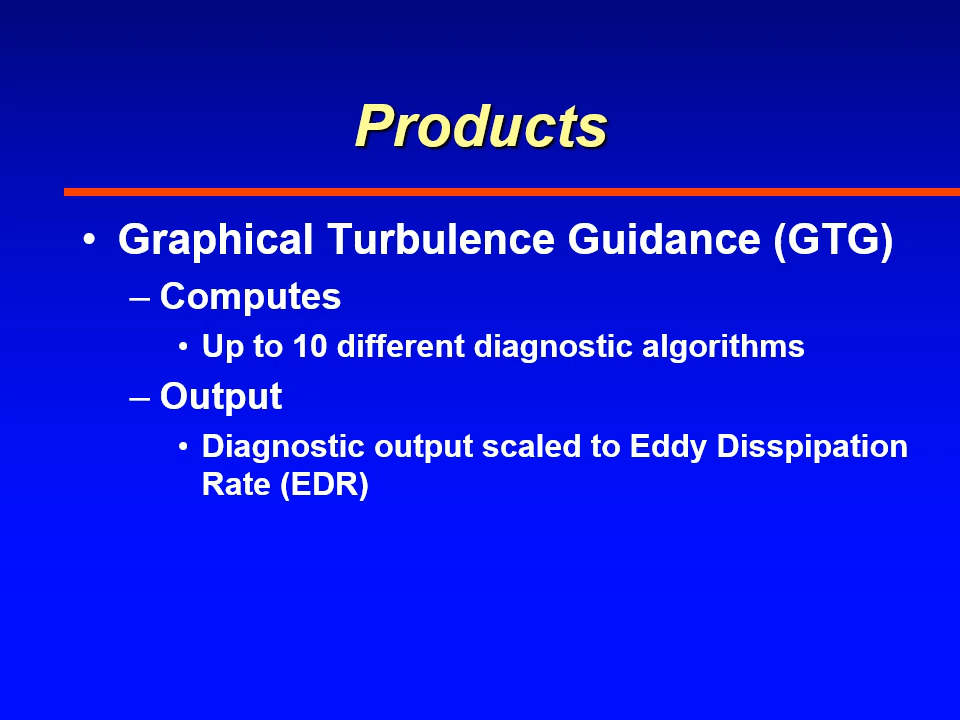 Products
• Graphical Turbulence Guidance (GTG)
– Computes
• Up to 10 different diagnostic algorithms
– Output
• Diagnostic output scaled to Eddy Disspipation
Rate (EDR)